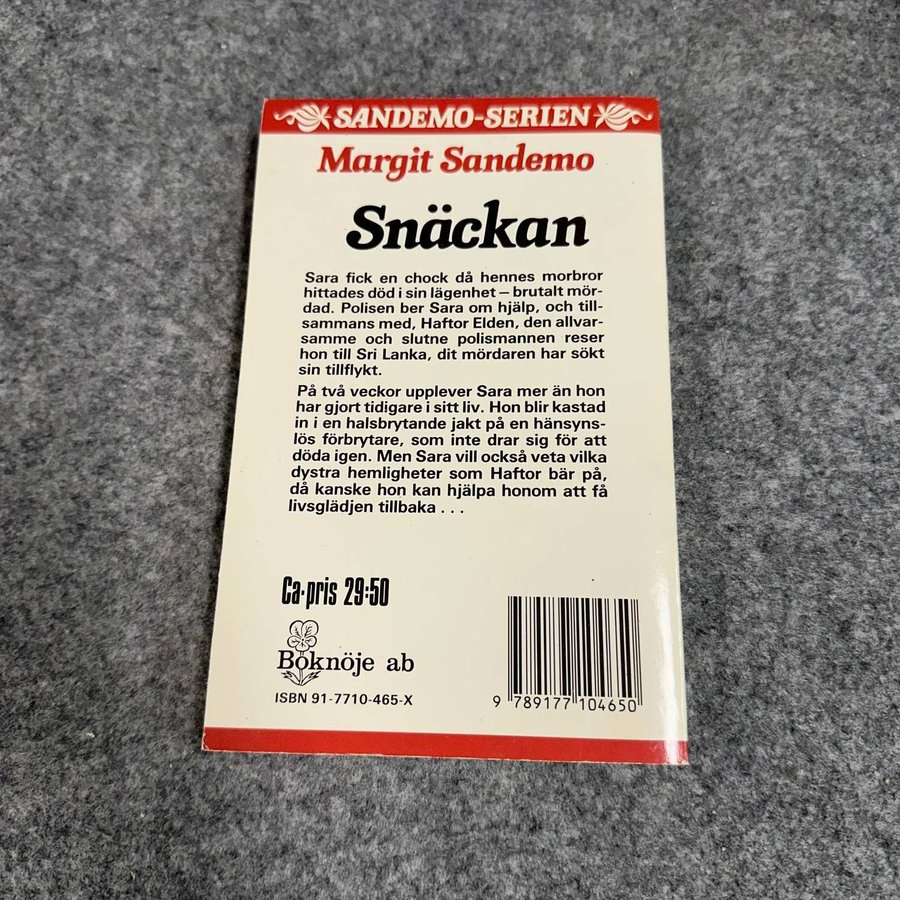 SANDEMO-SERIEN
Margit Sandemo
Snäckan
Sara fick en chock då hennes morbror
hittades död i sin lägenhet – brutalt mör-
dad. Polisen ber Sara om hjälp, och till-
sammans med, Haftor Elden, den allvar-
samme och slutne polismannen reser
hon till Sri Lanka, dit mördaren har sökt
sin tillflykt.
På två veckor upplever Sara mer än hon
har gjort tidigare i sitt liv. Hon blir kastad
in i en halsbrytande jakt på en hänsyns-
lös förbrytare, som inte drar sig för att
döda igen. Men Sara vill också veta vilka
dystra hemligheter som Haftor bär på,
då kanske hon kan hjälpa honom att få
livsglädjen tillbaka . . .
Ca-pris 29:50
Boknöje ab
ISBN 91-7710-465-X
9 789177 104650